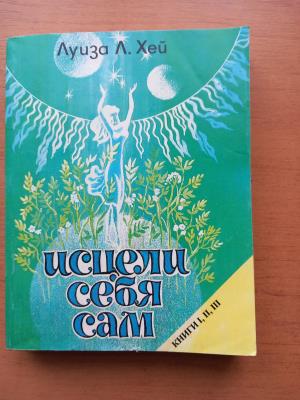 Луиза Л. Хей
исцели
себя
сам
КНИГИ I, II, III